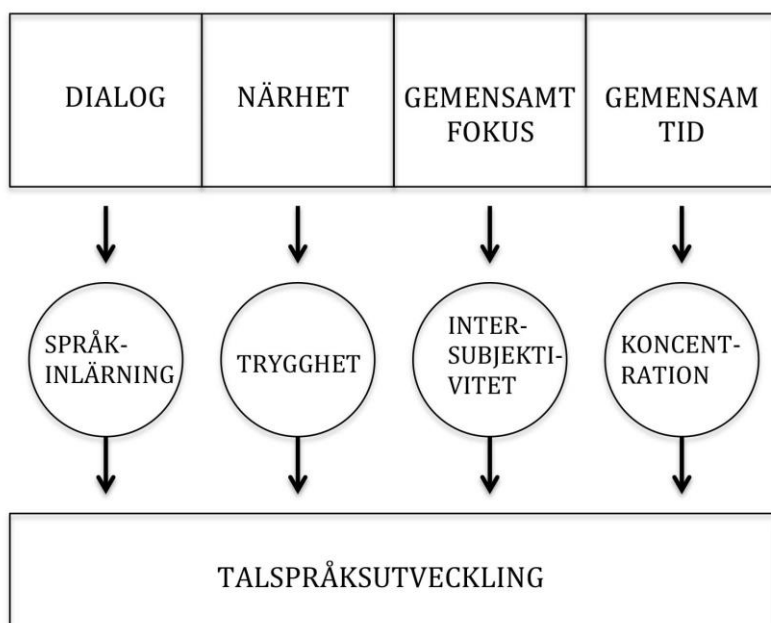 DIALOG
NÄRHET
GEMENSAMT
FOKUS
GEMENSAM
TID
SPRÅK-
INLÄRNING
TRYGGHET
INTER-
SUBJEKTI-
VITET
KONCENT-
RATION
TALSPRÅKSUTVECKLING